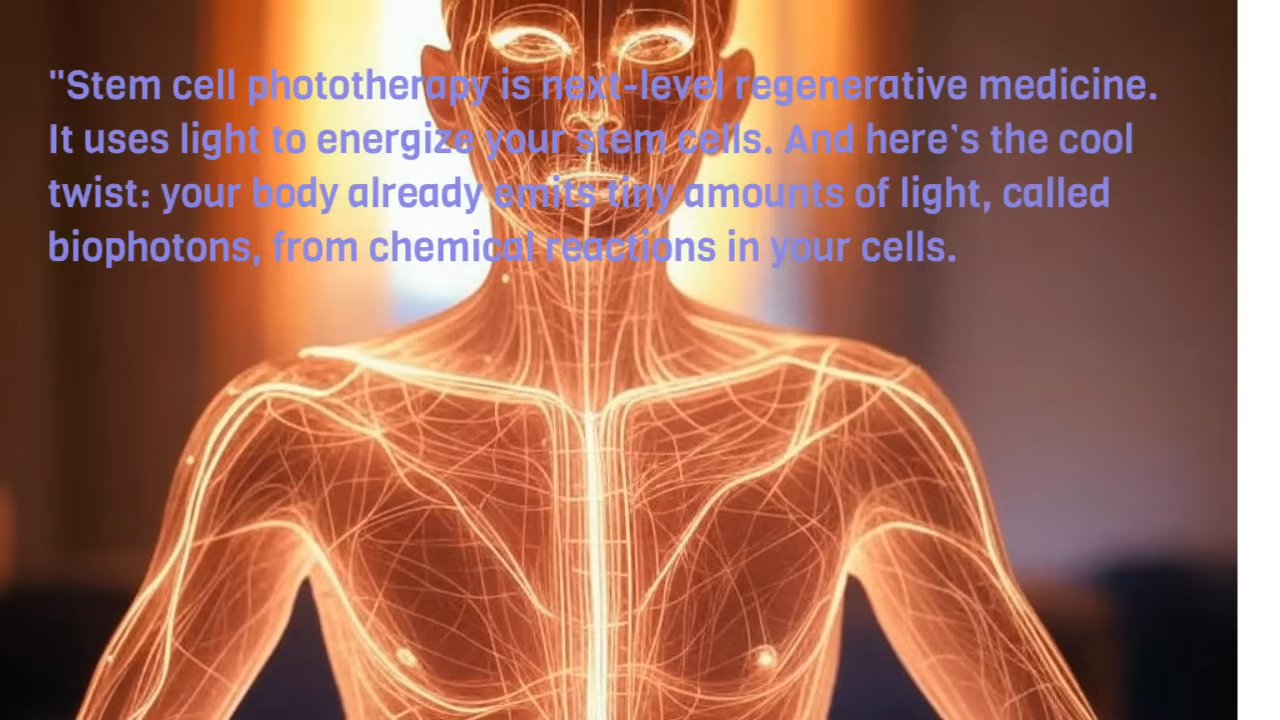 "Stem cell phototherapy is next-level regenerative medicine.
It uses light to energize your stem cells. And here's the cool
twist: your body already emits tiny amounts of light, called
biophotons, from chemical reactions in your cells.